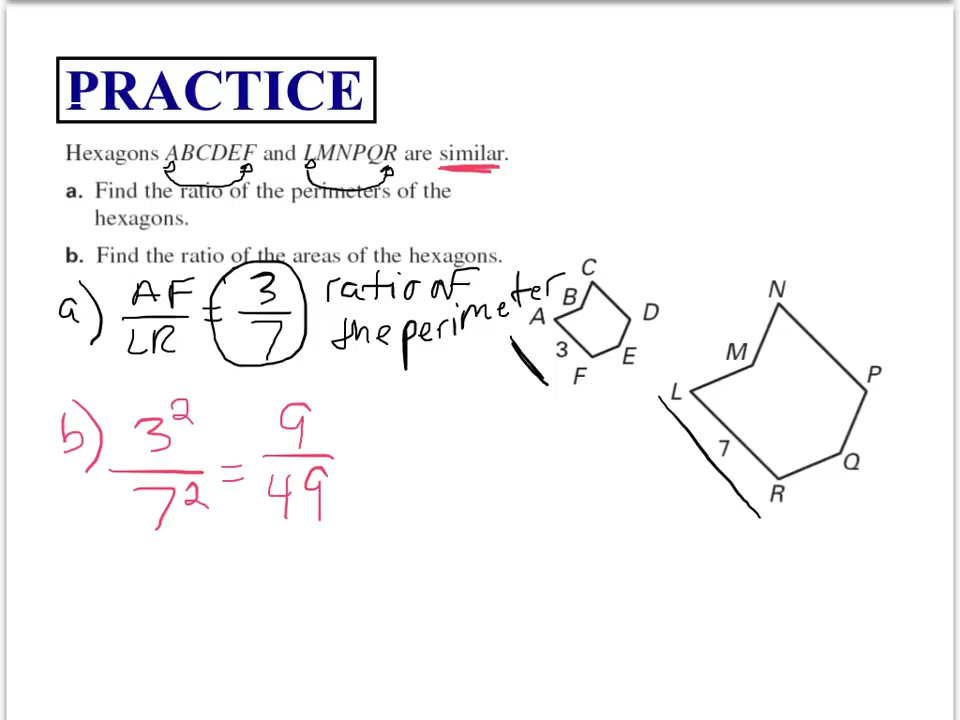 PRACTICE
Hexagons ABCDEF and LMNPQR are similar.
a. Find the ratio of the perimeters of the
hexagons.
b. Find the ratio of the areas of the hexagons.
a) AF/LR = 3/7 ratio of
the perimeter
b) 3²/7² = 9/49
C
B
A
D
3
E
F
N
M
P
L
7
Q
R